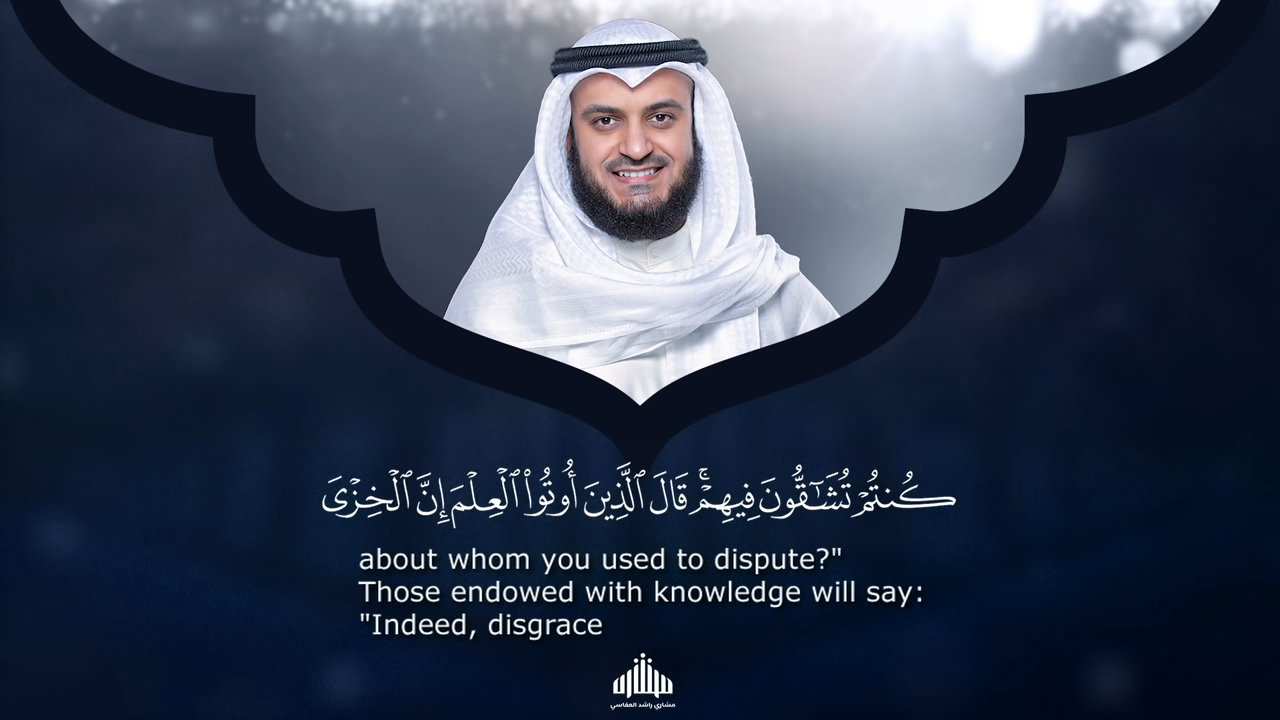 كُنتُمْ تُشَٰٓقُّونَ فِيهِمْ ۚ قَالَ ٱلَّذِينَ أُوتُوا۟ ٱلْعِلْمَ إِنَّ ٱلْخِزْىَ
about whom you used to dispute?"
Those endowed with knowledge will say:
"Indeed, disgrace
مشاري راشد العفاسي